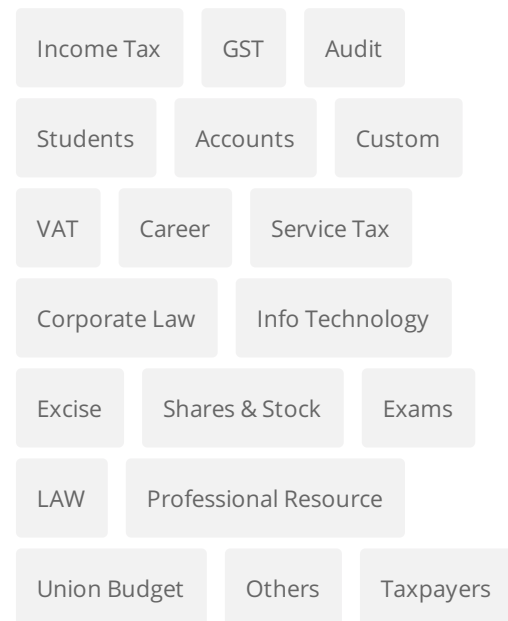 Income Tax GST Audit
Students Accounts Custom
VAT Career Service Tax
Corporate Law Info Technology
Excise Shares & Stock Exams
LAW Professional Resource
Union Budget Others Taxpayers